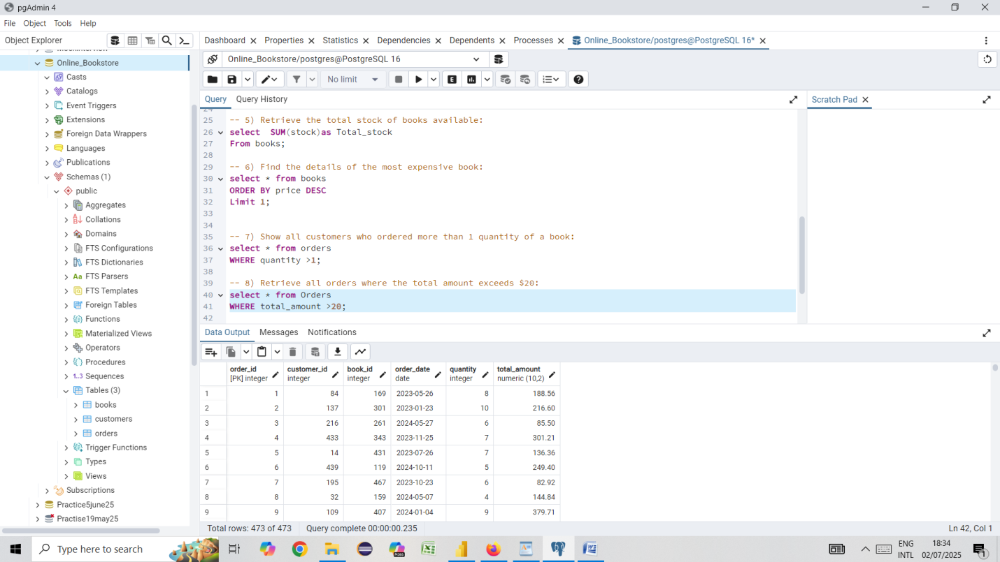 pgAdmin 4
File Object Tools Help
Object Explorer
Dashboard Properties Statistics Dependencies Dependents Processes Online_Bookstore/postgres@PostgreSQL 16*
Online_Bookstore/postgres@PostgreSQL 16
No limit
E
Query Query History
Scratch Pad
Online_Bookstore
Casts
Catalogs
Event Triggers
Extensions
Foreign Data Wrappers
Languages
Publications
Schemas (1)
public
Aggregates
Collations
Domains
FTS Configurations
FTS Dictionaries
Aa FTS Parsers
FTS Templates
Foreign Tables
Functions
Materialized Views
Operators
Procedures
1..3 Sequences
Tables (3)
books
customers
orders
Trigger Functions
Types
Views
Subscriptions
Practice5june25
Practise19may25
24
25 -- 5) Retrieve the total stock of books available:
26 select SUM(stock)as Total_stock
27 From books;
28
29 -- 6) Find the details of the most expensive book:
30 select * from books
31 ORDER BY price DESC
32 Limit 1;
33
34
35 -- 7) Show all customers who ordered more than 1 quantity of a book:
36 select * from orders
37 WHERE quantity >1;
38
39 -- 8) Retrieve all orders where the total amount exceeds $20:
40 select * from Orders
41 WHERE total_amount >20;
42
Data Output Messages Notifications
order_id customer_id book_id order_date quantity total_amount
[PK] integer integer integer date integer numeric (10,2)
1 1 84 169 2023-05-26 8 188.56
2 2 137 301 2023-01-23 10 216.60
3 3 216 261 2024-05-27 6 85.50
4 4 433 343 2023-11-25 7 301.21
5 5 14 431 2023-07-26 7 136.36
6 6 439 119 2024-10-11 5 249.40
7 7 195 467 2023-10-23 6 82.92
8 8 32 159 2024-05-07 4 144.84
9 9 109 407 2024-01-04 9 379.71
Total rows: 473 of 473 Query complete 00:00:00.235 Ln 42, Col 1
Type here to search
ENG 18:34
INTL 02/07/2025
1